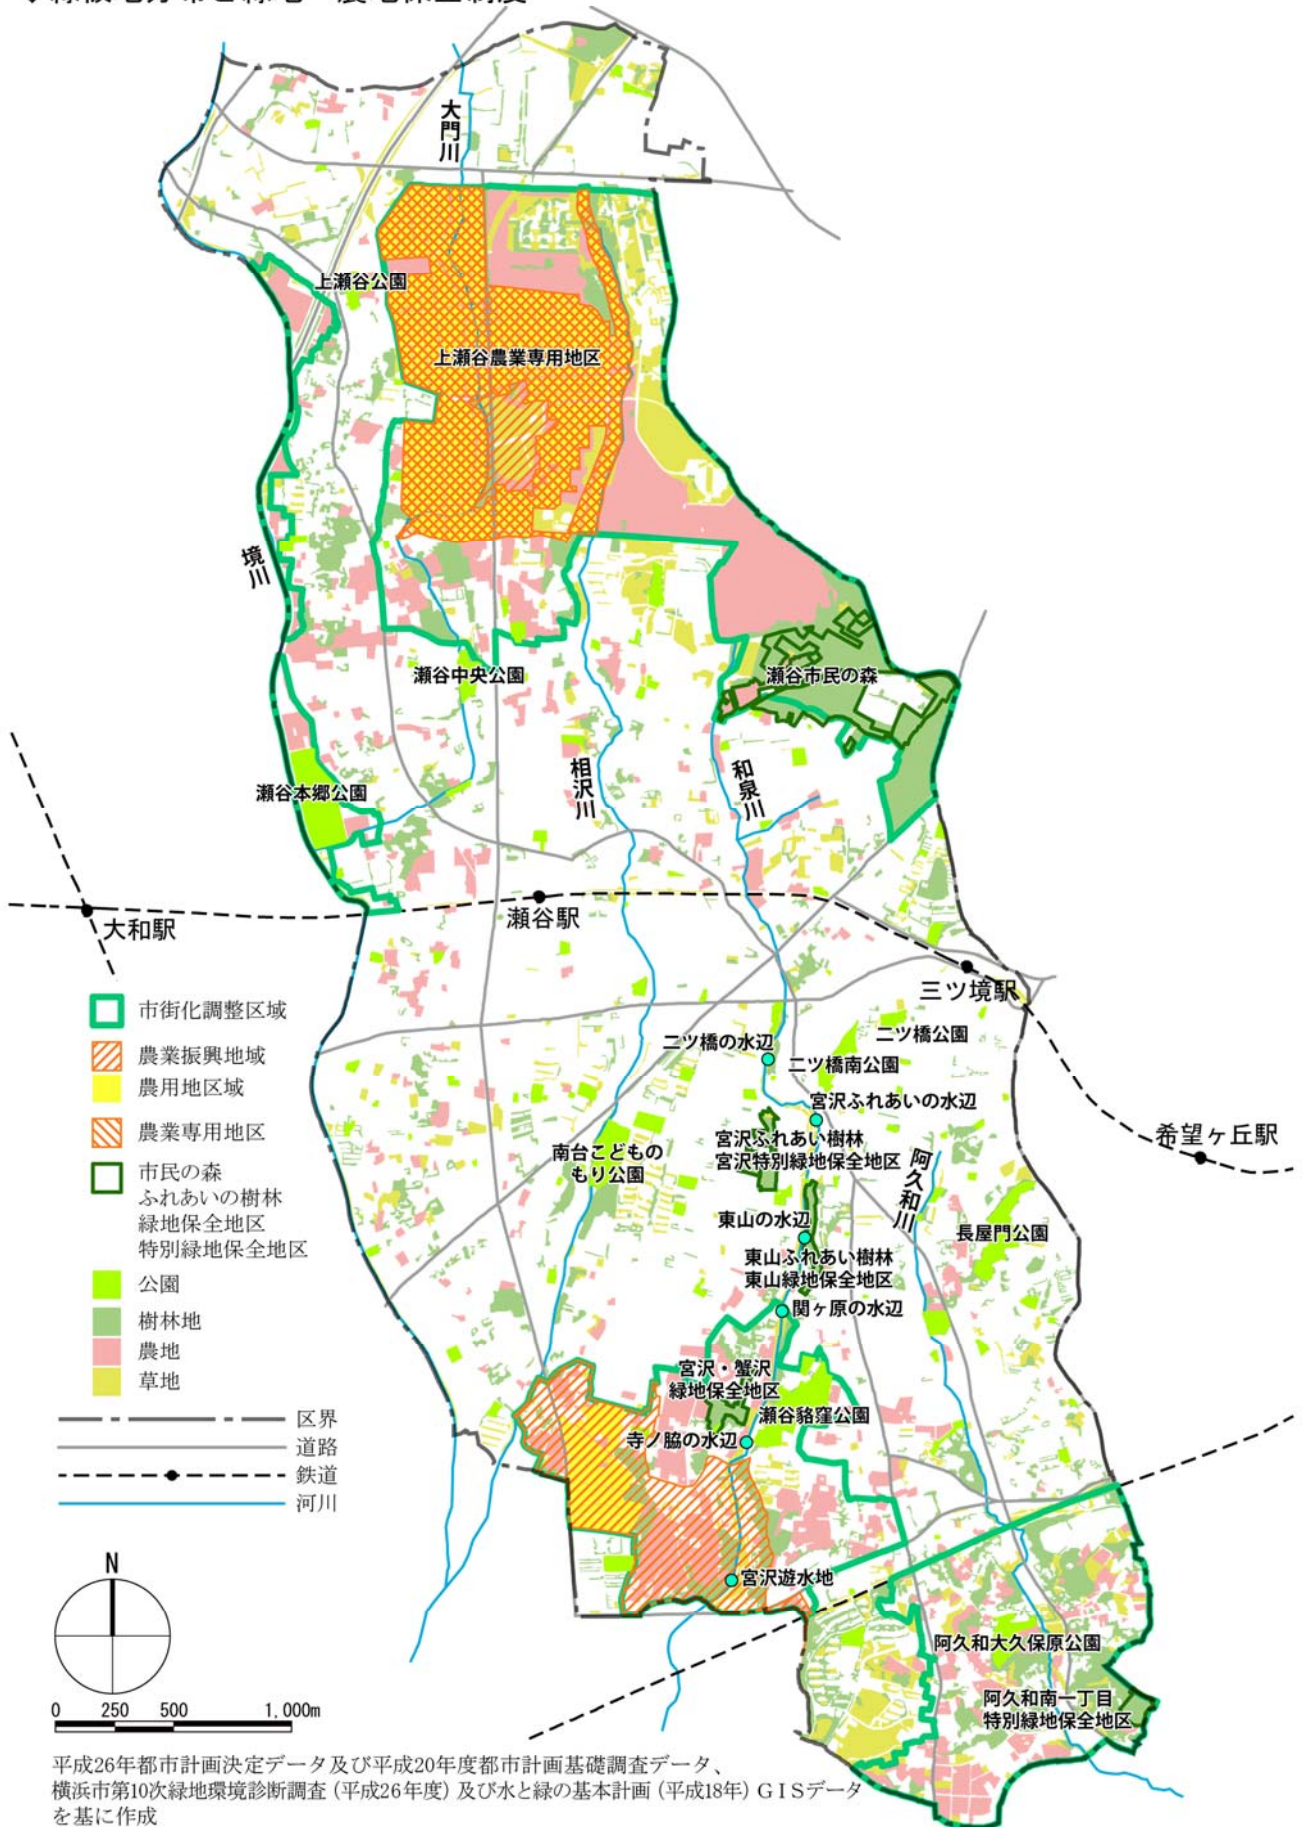 大門川
上瀬谷公園
上瀬谷農業専用地区
境川
瀬谷中央公園
瀬谷市民の森
相沢川
和泉川
瀬谷本郷公園
大和駅
瀬谷駅
三ツ境駅
二ツ橋の水辺
二ツ橋公園
二ツ橋南公園
宮沢ふれあいの水辺
希望ヶ丘駅
宮沢ふれあい樹林
宮沢特別緑地保全地区
南台こどもの
もり公園
阿久和川
東山の水辺
長屋門公園
東山ふれあい樹林
東山緑地保全地区
関ヶ原の水辺
宮沢・蟹沢
緑地保全地区
瀬谷貉窪公園
寺ノ脇の水辺
宮沢遊水地
阿久和大久保原公園
阿久和南一丁目
特別緑地保全地区
市街化調整区域
農業振興地域
農用地区域
農業専用地区
市民の森
ふれあいの樹林
緑地保全地区
特別緑地保全地区
公園
樹林地
農地
草地
区界
道路
鉄道
河川
N
0 250 500 1,000m
平成26年都市計画決定データ及び平成20年度都市計画基礎調査データ、
横浜市第10次緑地環境診断調査（平成26年度）及び水と緑の基本計画（平成18年）GISデータ
を基に作成